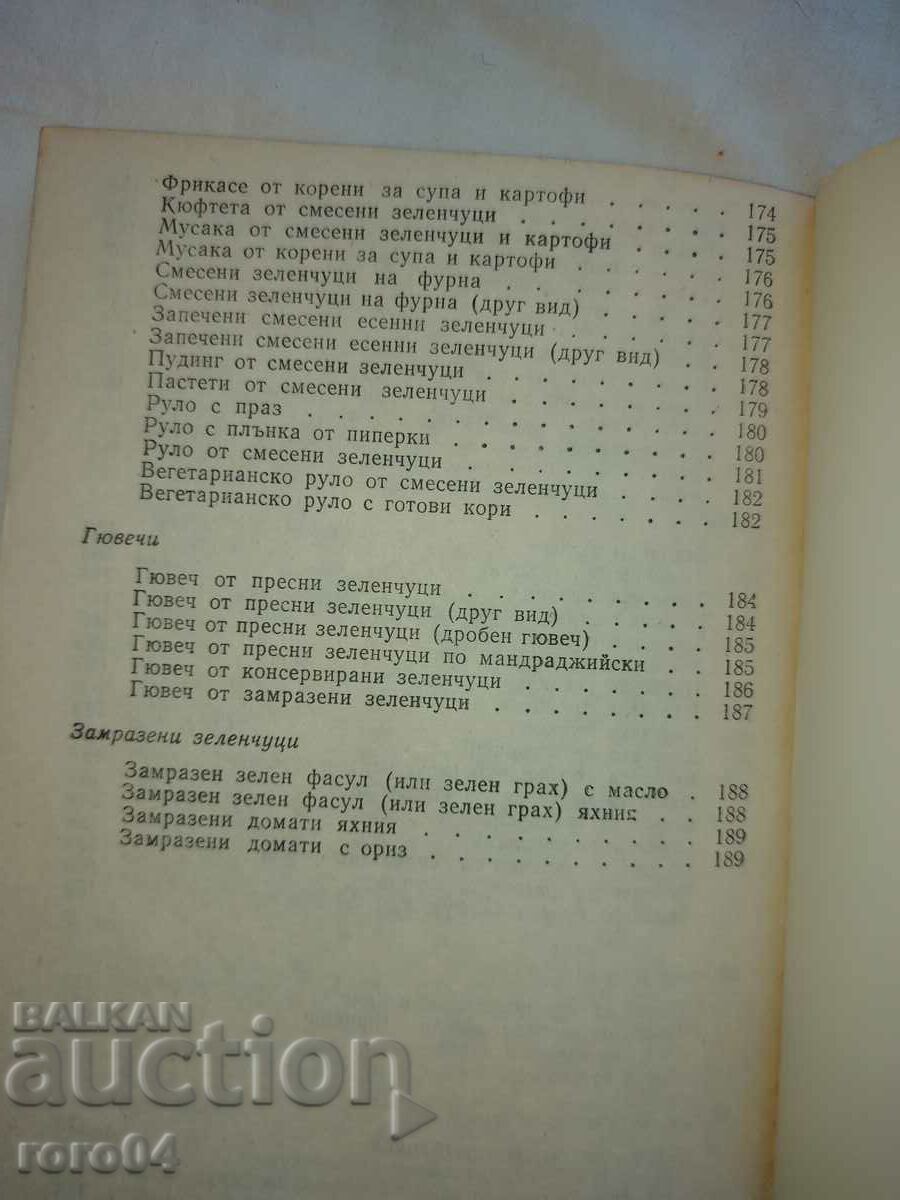 Фрикасе от корени за супа и картофи . . . . . 174
Кюфтета от смесени зеленчуци . . . . . . . 175
Мусака от смесени зеленчуци и картофи . . . . 175
Мусака от корени за супа и картофи . . . . . 176
Смесени зеленчуци на фурна . . . . . . . 176
Смесени зеленчуци на фурна (друг вид) . . . . 177
Запечени смесени есенни зеленчуци . . . . . 177
Запечени смесени есенни зеленчуци (друг вид) . . 178
Пудинг от смесени зеленчуци . . . . . . . 178
Пастети от смесени зеленчуци . . . . . . . 179
Руло с праз . . . . . . . . . . . 180
Руло с плънка от пиперки . . . . . . . . 180
Руло от смесени зеленчуци . . . . . . . . 181
Вегетарианско руло от смесени зеленчуци . . . . 182
Вегетарианско руло с готови кори . . . . . . 182
Гювечи
Гювеч от пресни зеленчуци . . . . . . . . 184
Гювеч от пресни зеленчуци (друг вид) . . . . . 184
Гювеч от пресни зеленчуци (дробен гювеч) . . . . 185
Гювеч от пресни зеленчуци по мандраджийски . . 185
Гювеч от консервирани зеленчуци . . . . . . 186
Гювеч от замразени зеленчуци . . . . . . . 187
Замразени зеленчуци
Замразен зелен фасул (или зелен грах) с масло . 188
Замразен зелен фасул (или зелен грах) яхния . . 188
Замразени домати яхния . . . . . . . . 189
Замразени домати с ориз . . . . . . . . 189
BALKAN
auction
roro04